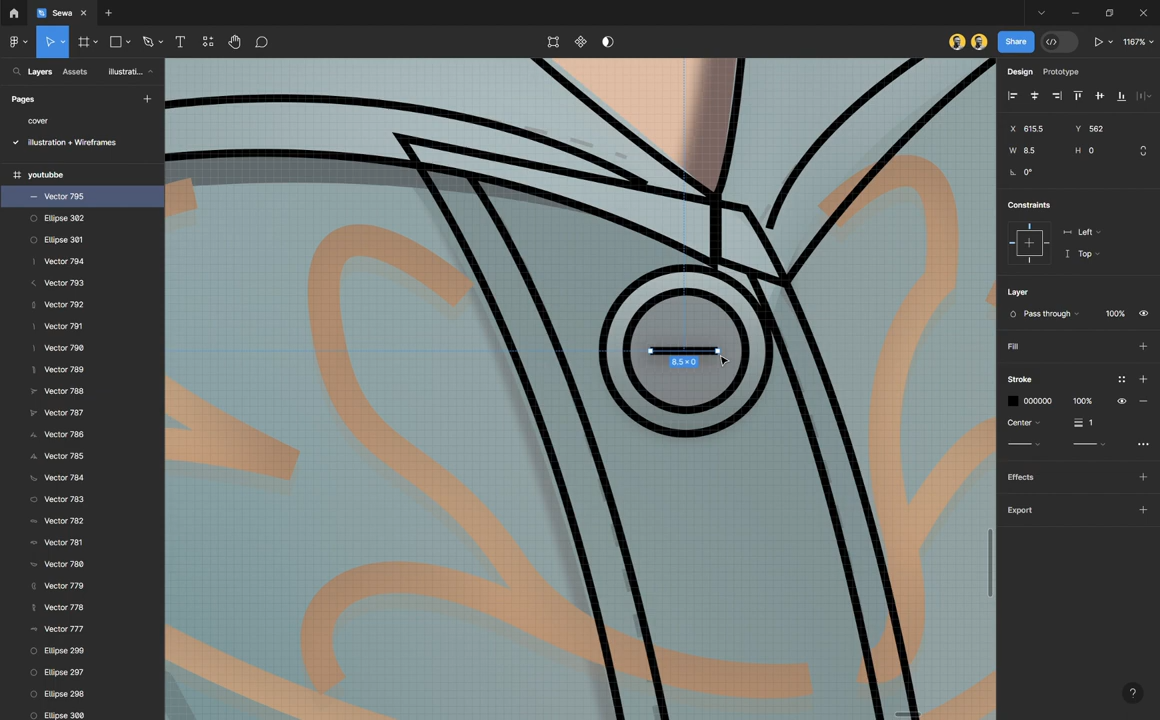 Sewa
Share
1167%
Layers
Assets
illustrati...
Pages
cover
illustration + Wireframes
youtubbe
Vector 795
Ellipse 302
Ellipse 301
Vector 794
Vector 793
Vector 792
Vector 791
Vector 790
Vector 789
Vector 788
Vector 787
Vector 786
Vector 785
Vector 784
Vector 783
Vector 782
Vector 781
Vector 780
Vector 779
Vector 778
Vector 777
Ellipse 299
Ellipse 297
Ellipse 298
Ellipse 300
8.5 × 0
Design
Prototype
X 615.5 Y 562
W 8.5 H 0
0°
Constraints
Left
Top
Layer
Pass through 100%
Fill
Stroke
000000 100%
Center 1
Effects
Export
?